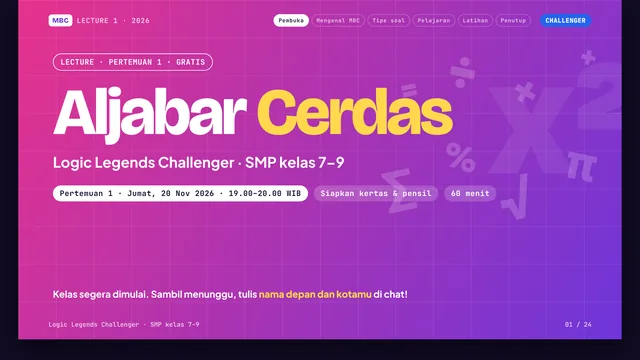 MBC LECTURE 1 · 2026
Pembuka Mengenal MBC Tipe soal Pelajaran Latihan Penutup CHALLENGER
LECTURE · PERTEMUAN 1 · GRATIS
Aljabar Cerdas
Logic Legends Challenger · SMP kelas 7–9
Pertemuan 1 · Jumat, 20 Nov 2026 · 19.00–20.00 WIB Siapkan kertas & pensil 60 menit
= ÷ + + x2 % π Σ √
Kelas segera dimulai. Sambil menunggu, tulis nama depan dan kotamu di chat!
Logic Legends Challenger · SMP kelas 7–9 01 / 24